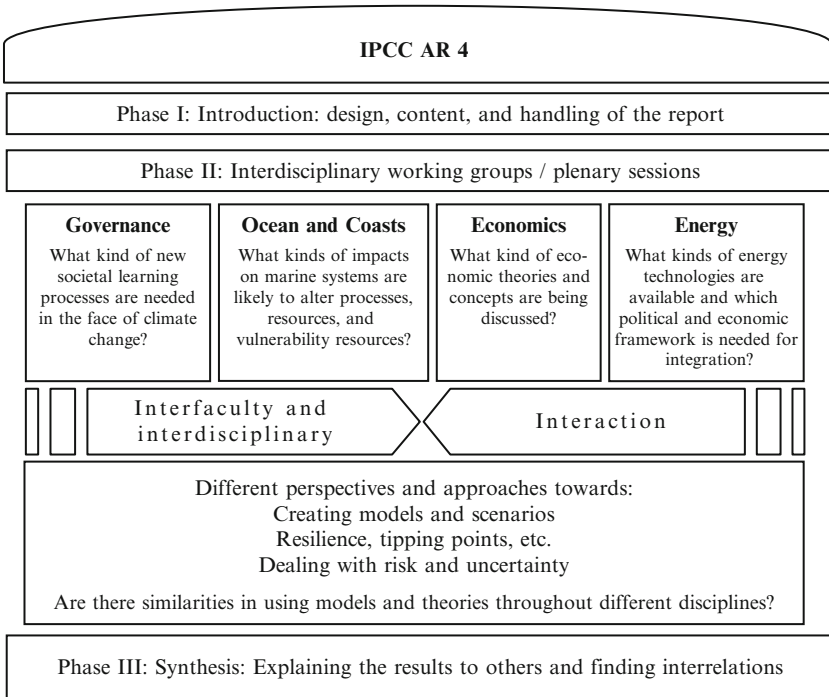 IPCC AR 4
Phase I: Introduction: design, content, and handling of the report
Phase II: Interdisciplinary working groups / plenary sessions
Governance
What kind of new
societal learning
processes are needed
in the face of climate
change?
Ocean and Coasts
What kinds of impacts
on marine systems are
likely to alter processes,
resources, and
vulnerability resources?
Economics
What kind of eco-
nomic theories and
concepts are being
discussed?
Energy
What kinds of energy
technologies are
available and which
political and economic
framework is needed for
integration?
Interfaculty and
interdisciplinary
Interaction
Different perspectives and approaches towards:
Creating models and scenarios
Resilience, tipping points, etc.
Dealing with risk and uncertainty
Are there similarities in using models and theories throughout different disciplines?
Phase III: Synthesis: Explaining the results to others and finding interrelations